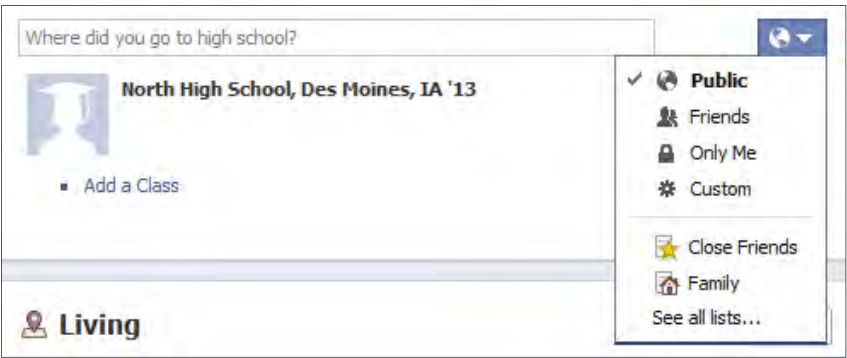 Where did you go to high school?
North High School, Des Moines, IA '13
Add a Class
Public
Friends
Only Me
Custom
Close Friends
Family
See all lists...
Living